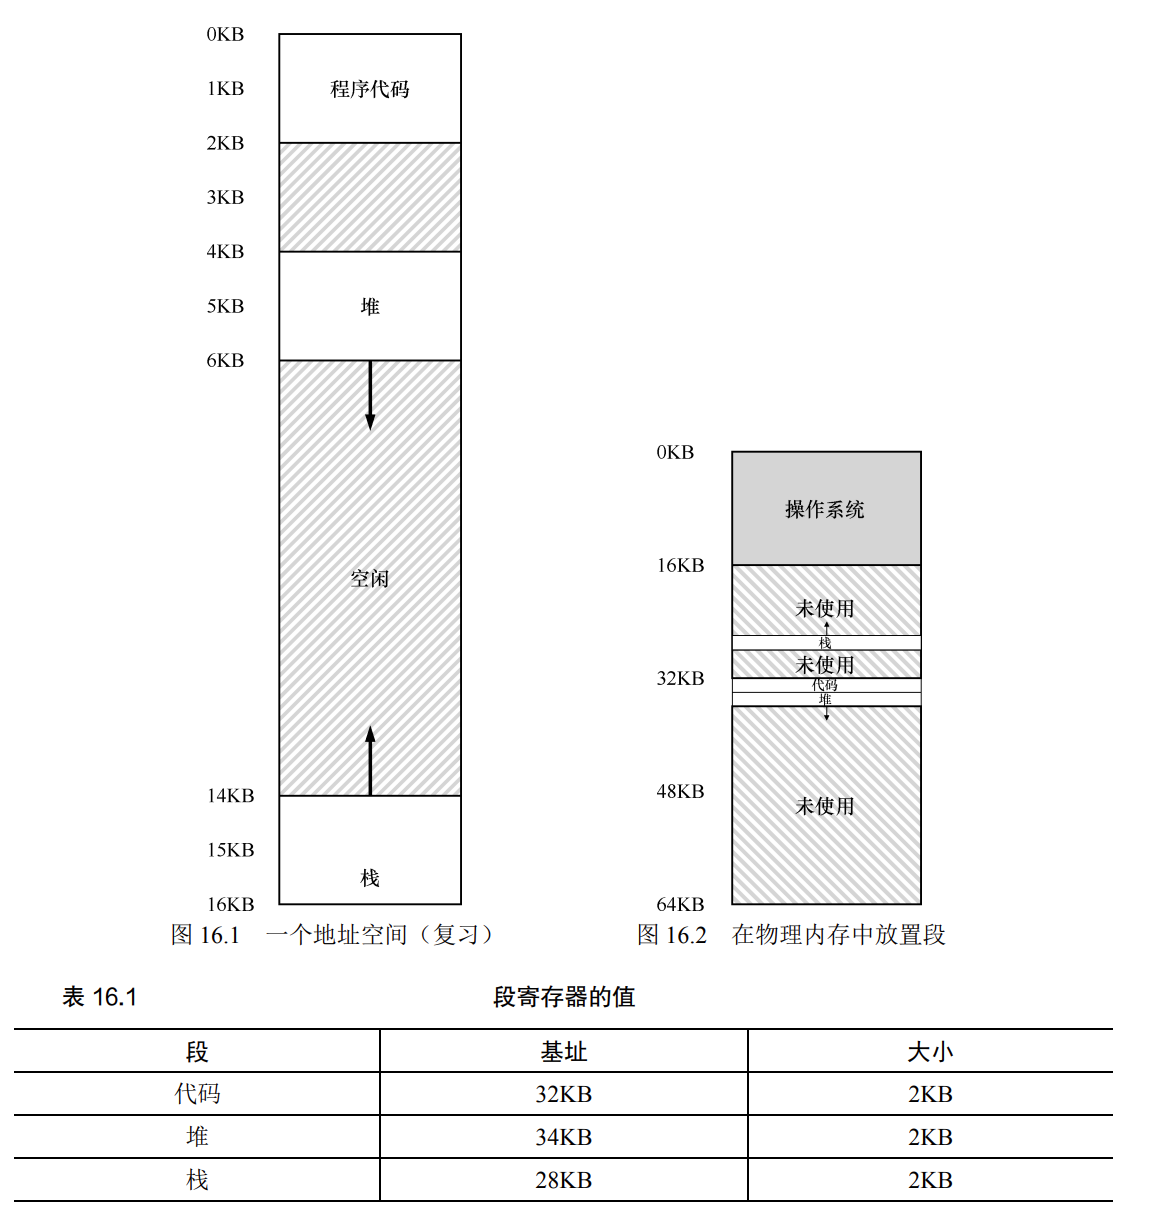 0KB
1KB
程序代码
2KB
3KB
4KB
5KB
堆
6KB
空闲
14KB
15KB
栈
16KB
图 16.1 一个地址空间（复习）
0KB
操作系统
16KB
未使用
栈
未使用
32KB
代码
堆
48KB
未使用
64KB
图 16.2 在物理内存中放置段
表 16.1 段寄存器的值
段 基址 大小
代码 32KB 2KB
堆 34KB 2KB
栈 28KB 2KB